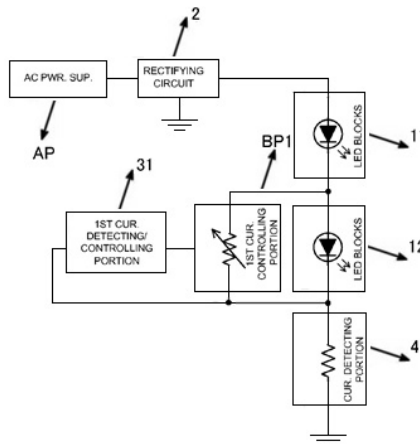 2
AC PWR. SUP.
RECTIFYING
CIRCUIT
AP
BP1
31
LED BLOCKS
11
1ST CUR.
DETECTING/
CONTROLLING
PORTION
1ST CUR.
CONTROLLING
PORTION
LED BLOCKS
12
CUR. DETECTING
PORTION
4